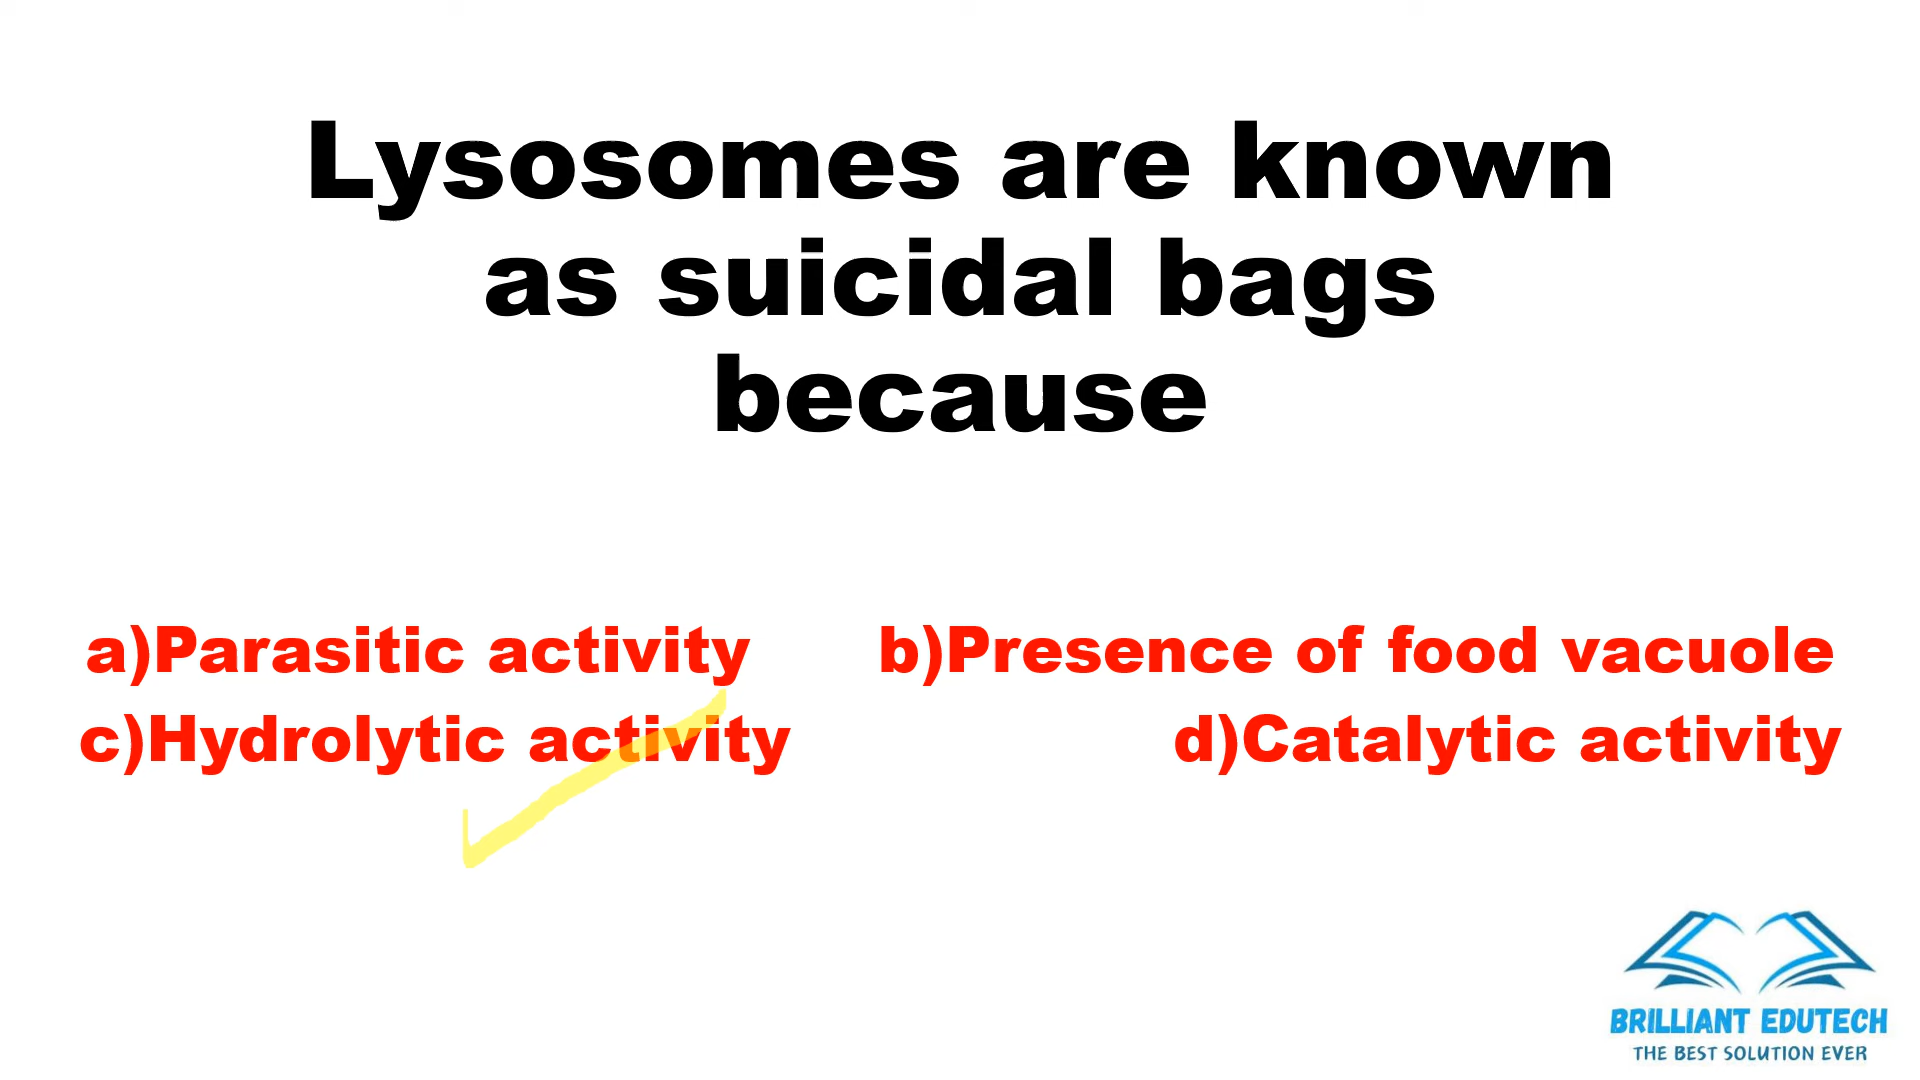 Lysosomes are known
as suicidal bags
because
a)Parasitic activity b)Presence of food vacuole
c)Hydrolytic activity d)Catalytic activity
BRILLIANT EDUTECH
THE BEST SOLUTION EVER